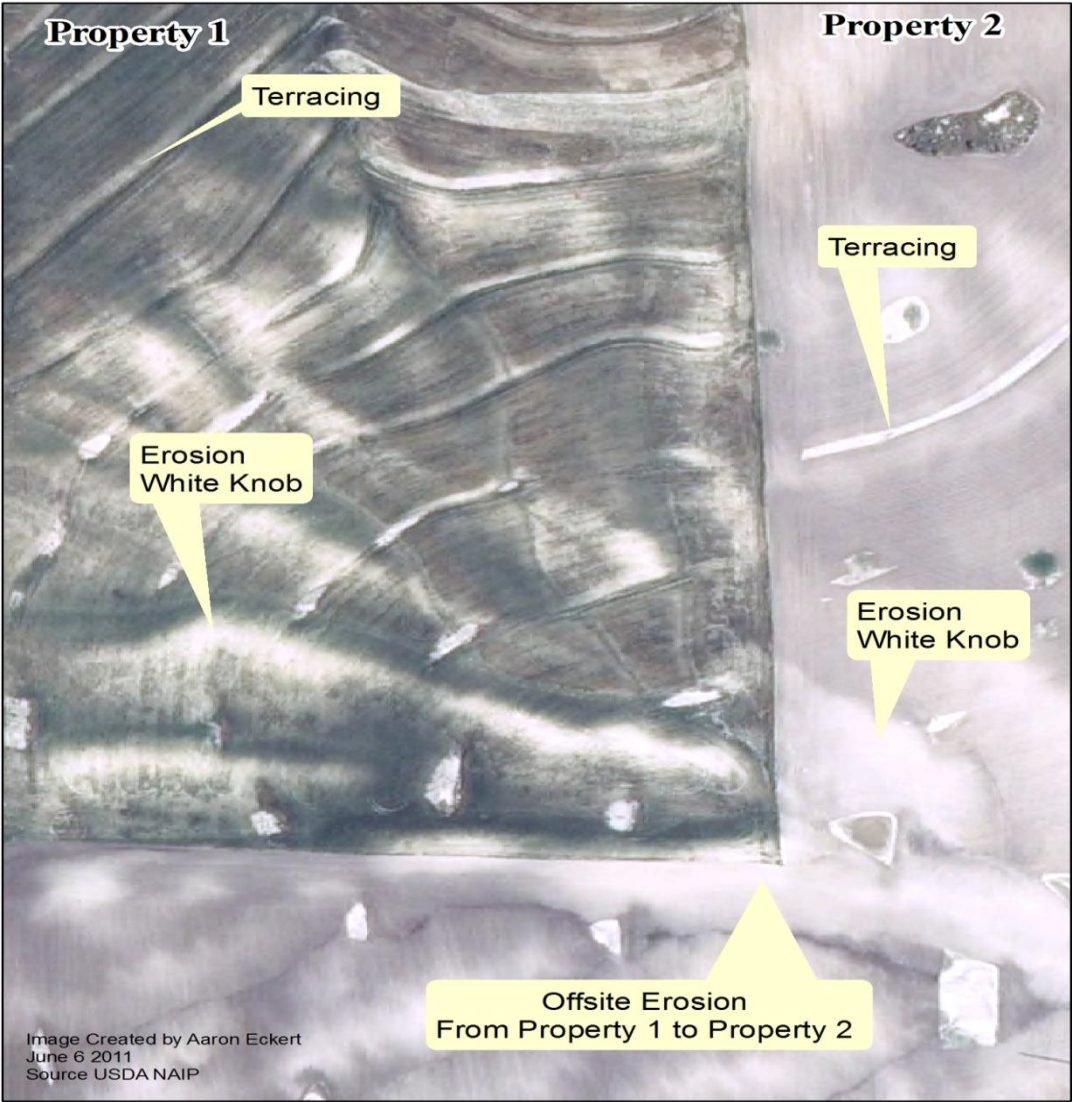 Property 1
Property 2
Terracing
Terracing
Erosion
White Knob
Erosion
White Knob
Offsite Erosion
From Property 1 to Property 2
Image Created by Aaron Eckert
June 6 2011
Source USDA NAIP